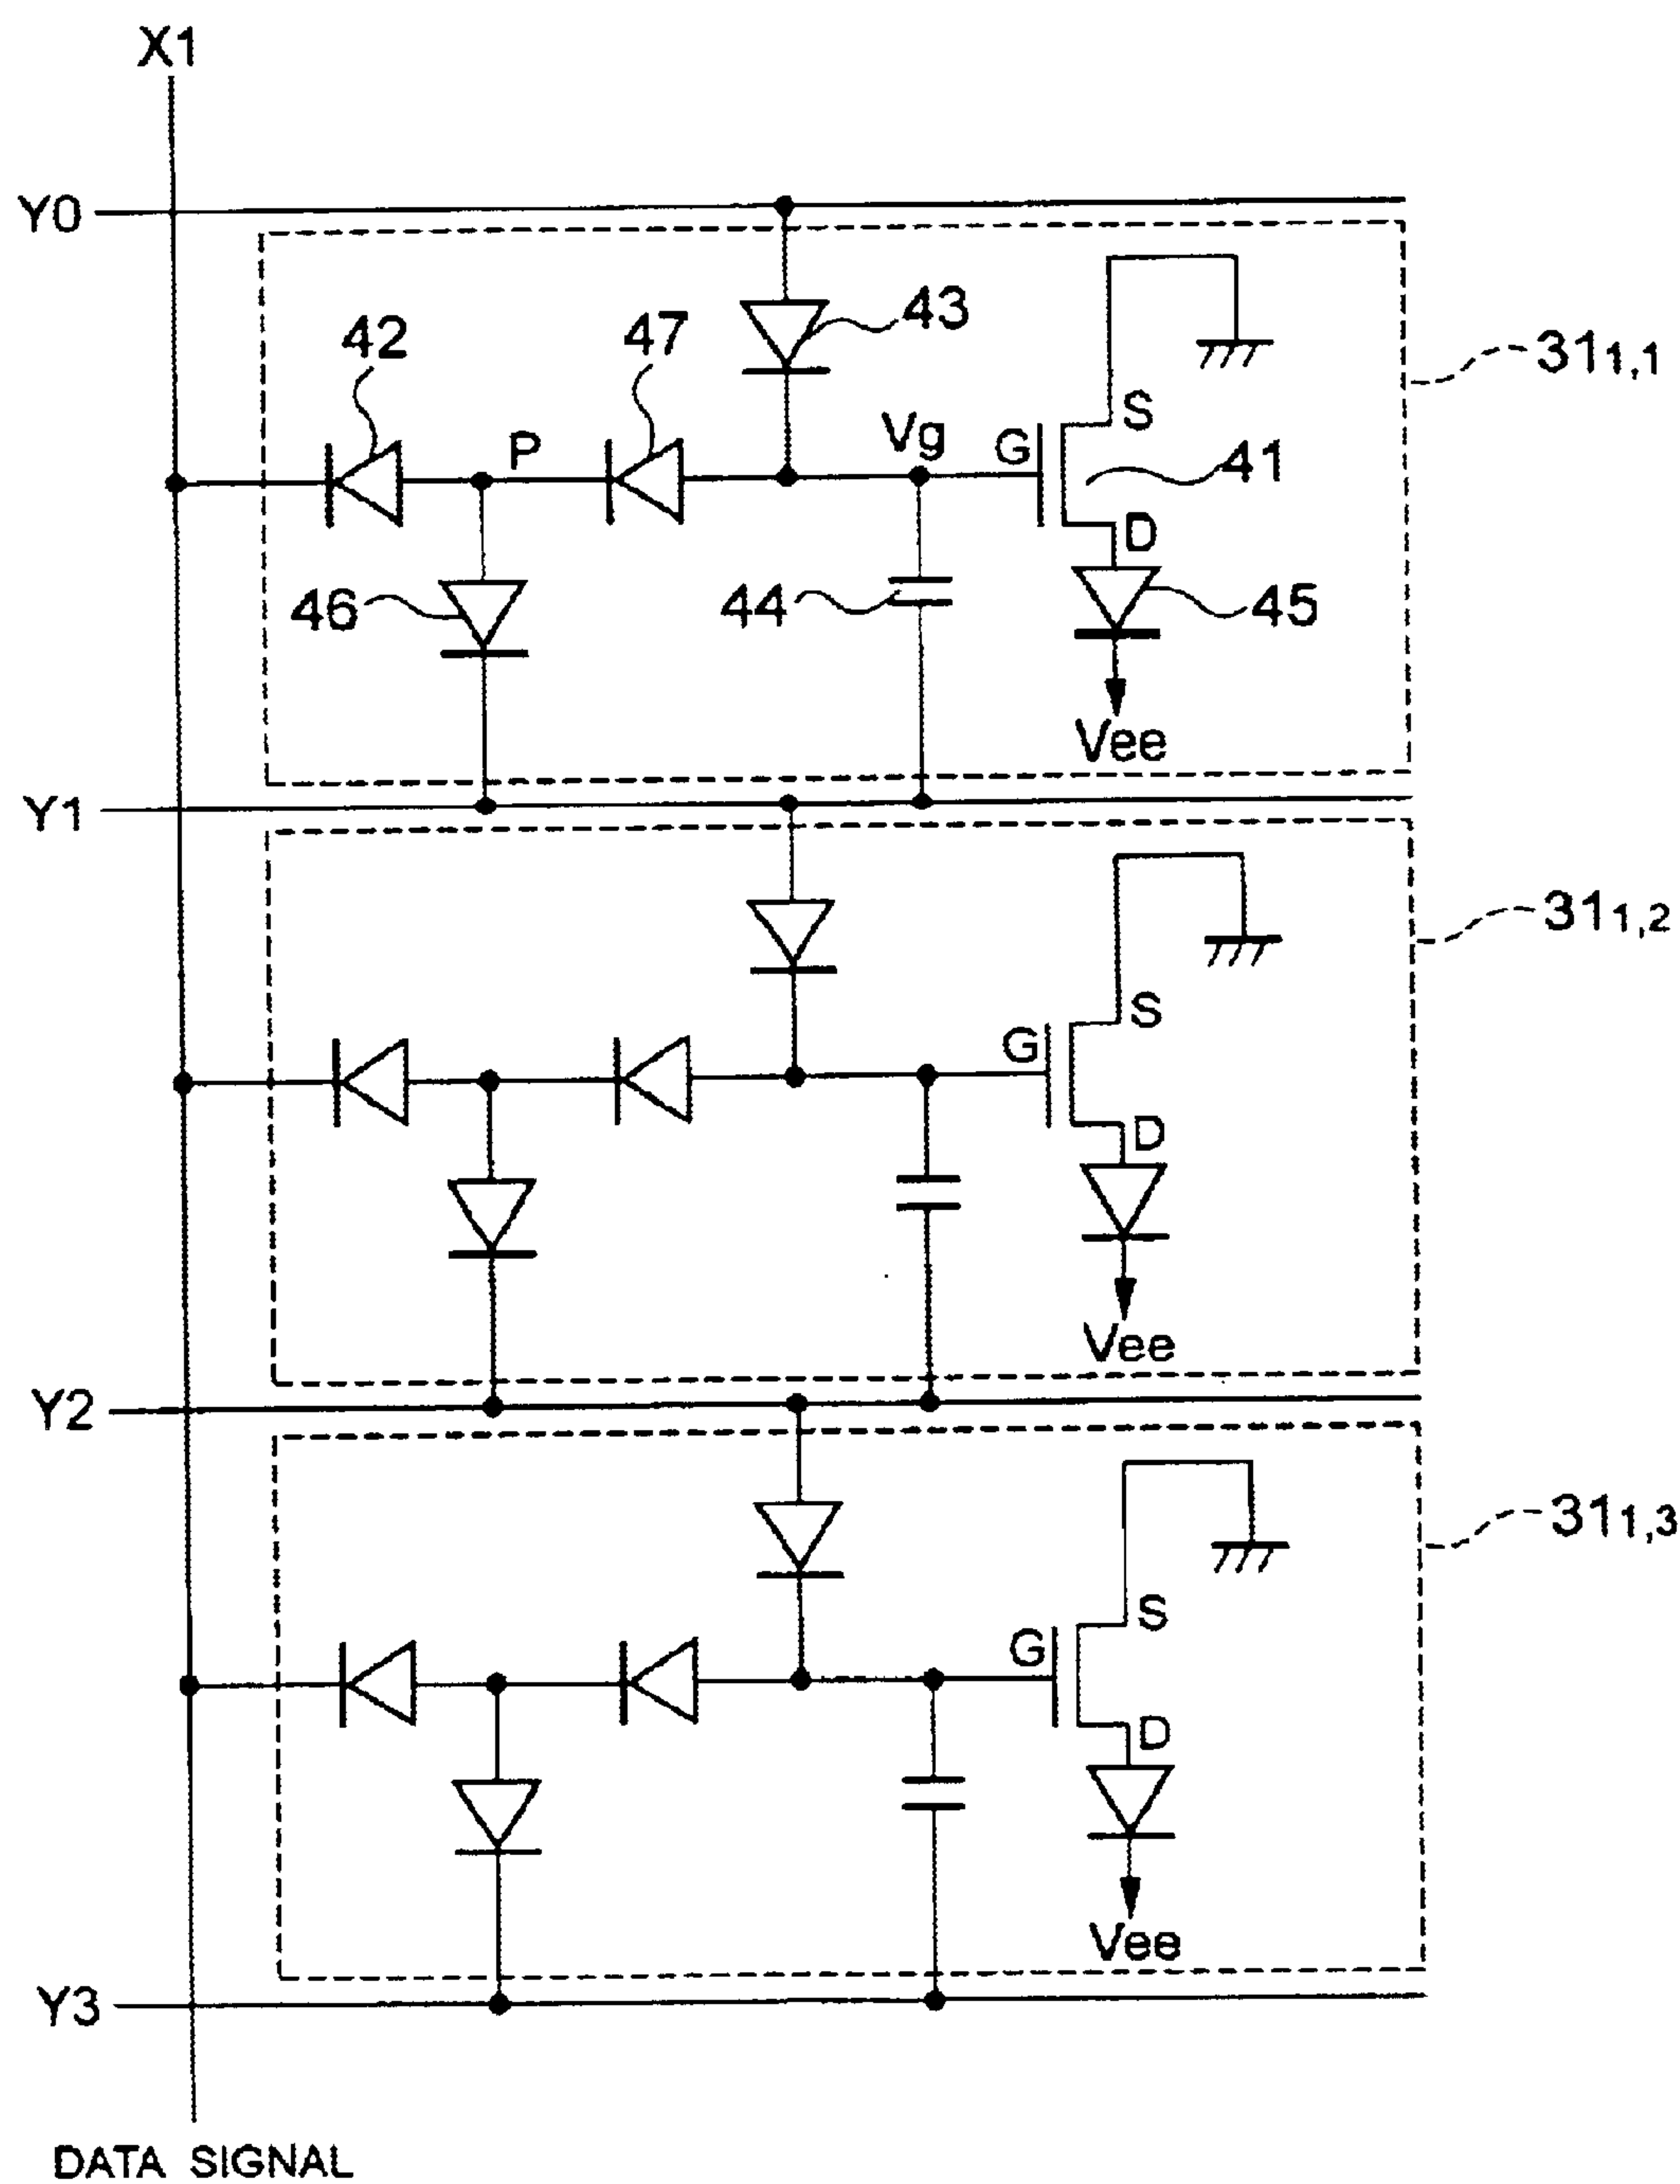 X1
Y0
42
47
43
31₁,₁
P
Vg
G
S
41
D
46
44
45
Vee
Y1
31₁,₂
S
G
D
Vee
Y2
31₁,₃
S
G
D
Vee
Y3
DATA SIGNAL